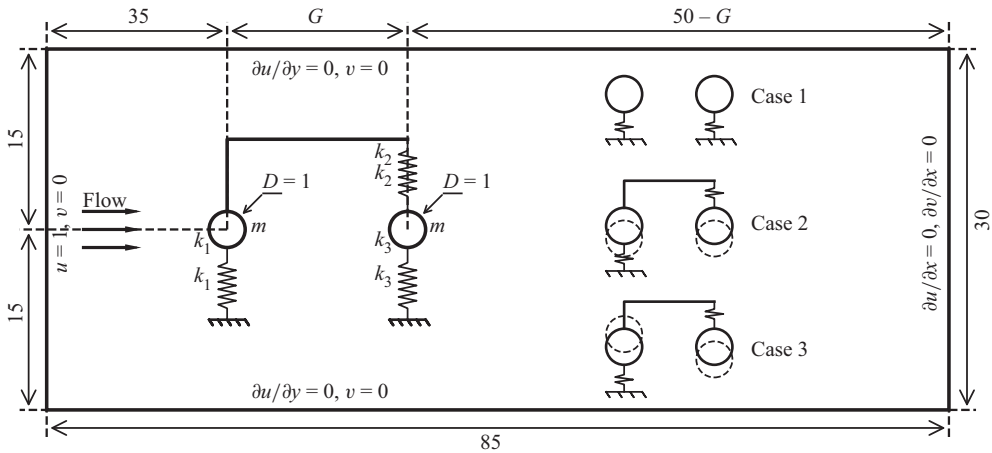 35
G
50 – G
∂u/∂y = 0, v = 0
Case 1
15
k2
k2
D = 1
D = 1
u = 1, v = 0
Flow
m
m
k1
k3
Case 2
∂u/∂x = 0, ∂v/∂x = 0
30
k1
k3
15
Case 3
∂u/∂y = 0, v = 0
85